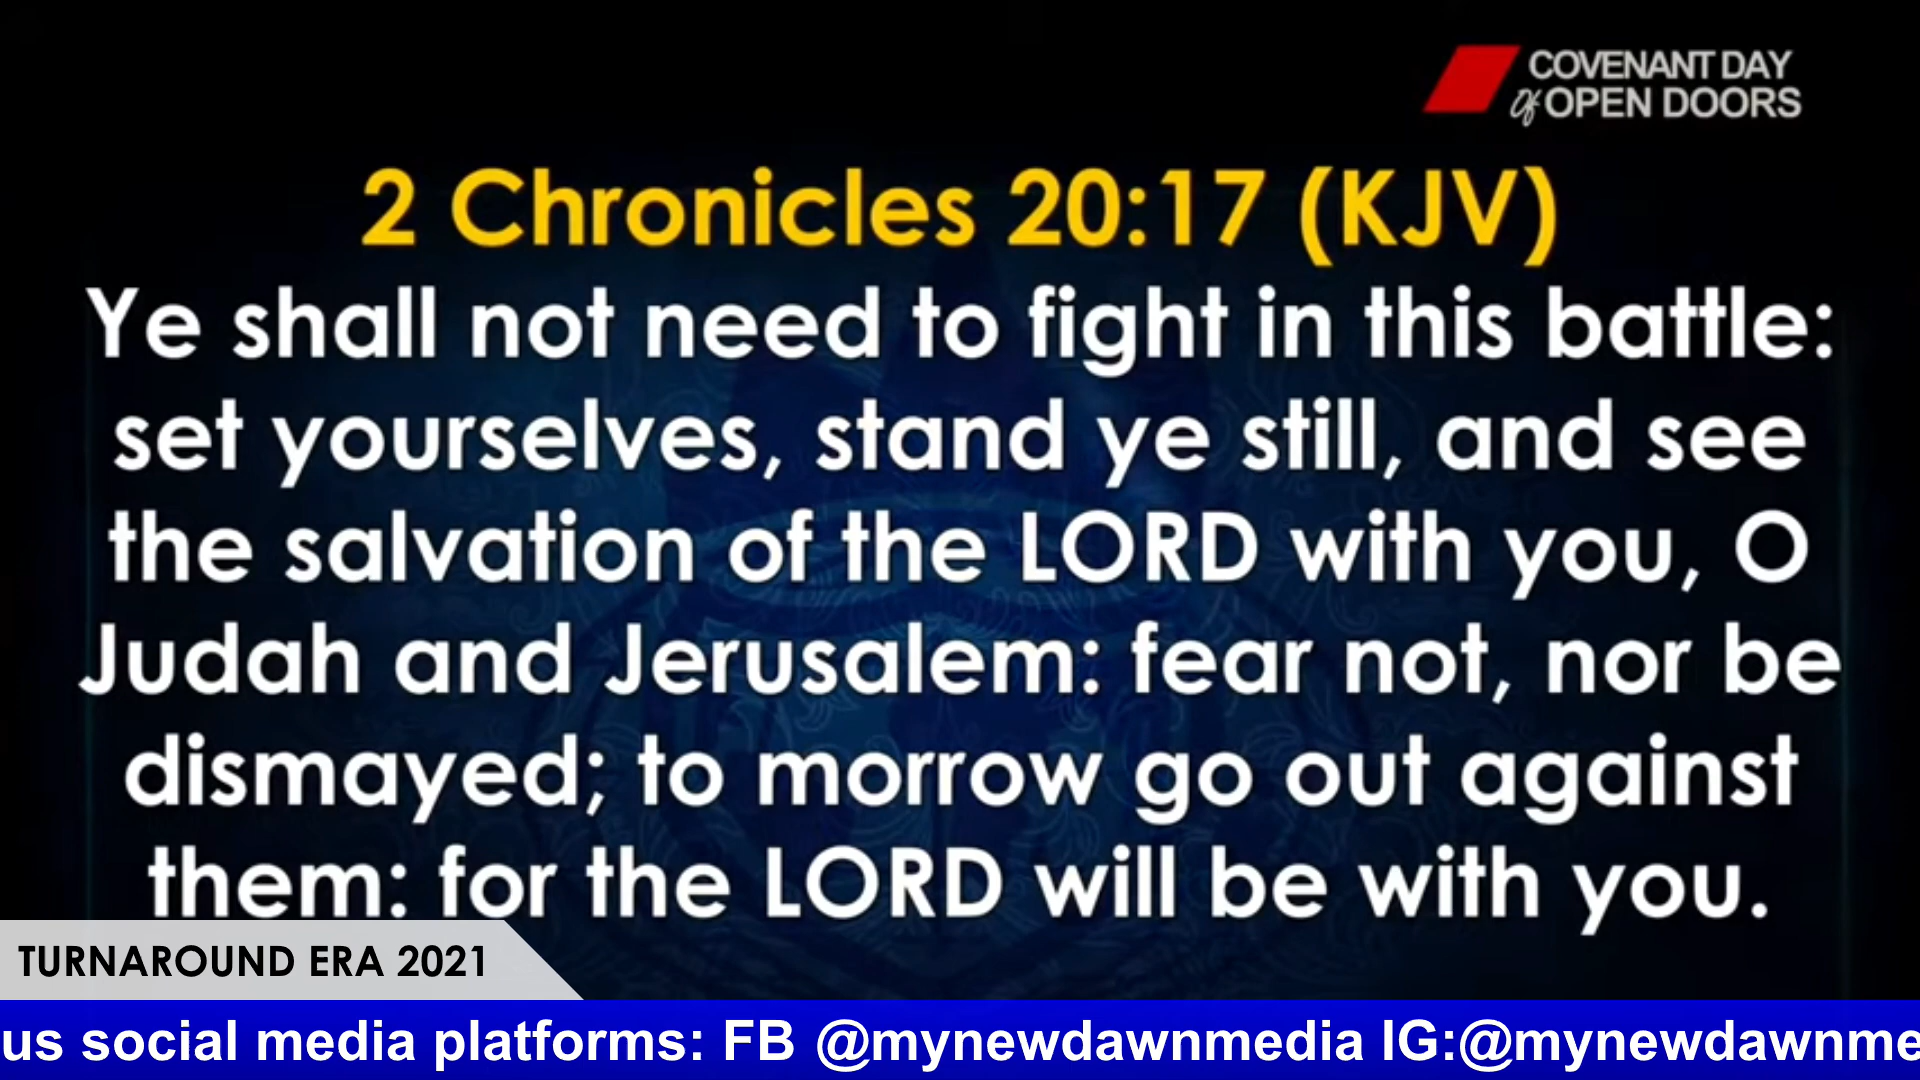 COVENANT DAY
Of OPEN DOORS
2 Chronicles 20:17 (KJV)
Ye shall not need to fight in this battle:
set yourselves, stand ye still, and see
the salvation of the LORD with you, O
Judah and Jerusalem: fear not, nor be
dismayed; to morrow go out against
them: for the LORD will be with you.
TURNAROUND ERA 2021
us social media platforms: FB @mynewdawnmedia IG:@mynewdawnme